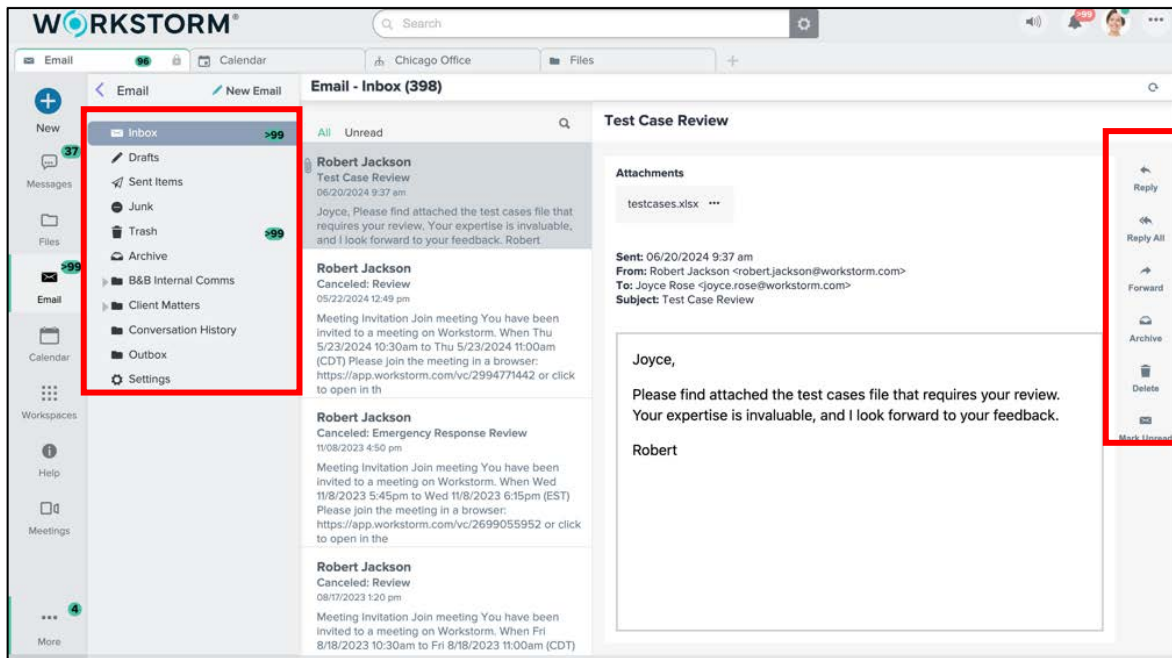 WORKSTORM®
Search
>99
Email
96
Calendar
Chicago Office
Files
+
New
37
Messages
Files
>99
Email
Calendar
Workspaces
Help
Meetings
4
More
Email
New Email
Inbox
>99
Drafts
Sent Items
Junk
Trash
>99
Archive
B&B Internal Comms
Client Matters
Conversation History
Outbox
Settings
Email - Inbox (398)
All Unread
Robert Jackson
Test Case Review
06/20/2024 9:37 am
Joyce, Please find attached the test cases file that
requires your review, Your expertise is invaluable,
and I look forward to your feedback. Robert
Robert Jackson
Canceled: Review
05/22/2024 12:49 pm
Meeting Invitation Join meeting You have been
invited to a meeting on Workstorm. When Thu
5/23/2024 10:30am to Thu 5/23/2024 11:00am
(CDT) Please join the meeting in a browser:
https://app.workstorm.com/vc/2994771442 or click
to open in th
Robert Jackson
Canceled: Emergency Response Review
11/08/2023 4:50 pm
Meeting Invitation Join meeting You have been
invited to a meeting on Workstorm. When Wed
11/8/2023 5:45pm to Wed 11/8/2023 6:15pm (EST)
Please join the meeting in a browser:
https://app.workstorm.com/vc/2699055952 or click
to open in the
Robert Jackson
Canceled: Review
08/17/2023 1:20 pm
Meeting Invitation Join meeting You have been
invited to a meeting on Workstorm. When Fri
8/18/2023 10:30am to Fri 8/18/2023 11:00am (CDT)
Test Case Review
Attachments
testcases.xlsx
Sent: 06/20/2024 9:37 am
From: Robert Jackson <robert.jackson@workstorm.com>
To: Joyce Rose <joyce.rose@workstorm.com>
Subject: Test Case Review
Joyce,
Please find attached the test cases file that requires your review.
Your expertise is invaluable, and I look forward to your feedback.
Robert
Reply
Reply All
Forward
Archive
Delete
Mark Unread